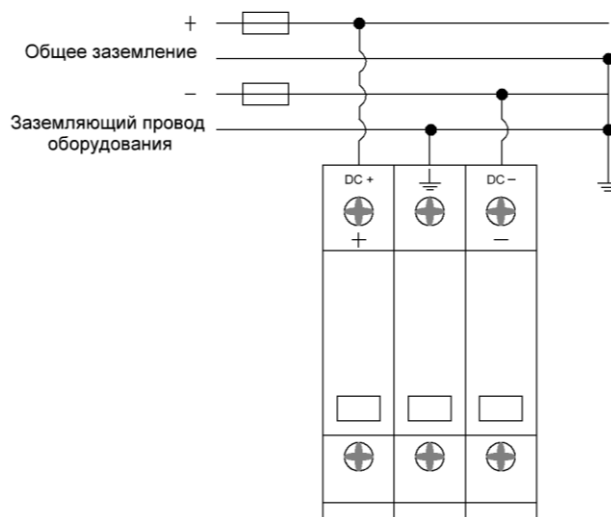 +
Общее заземление
−
Заземляющий провод
оборудования
DC + DC −
+ −